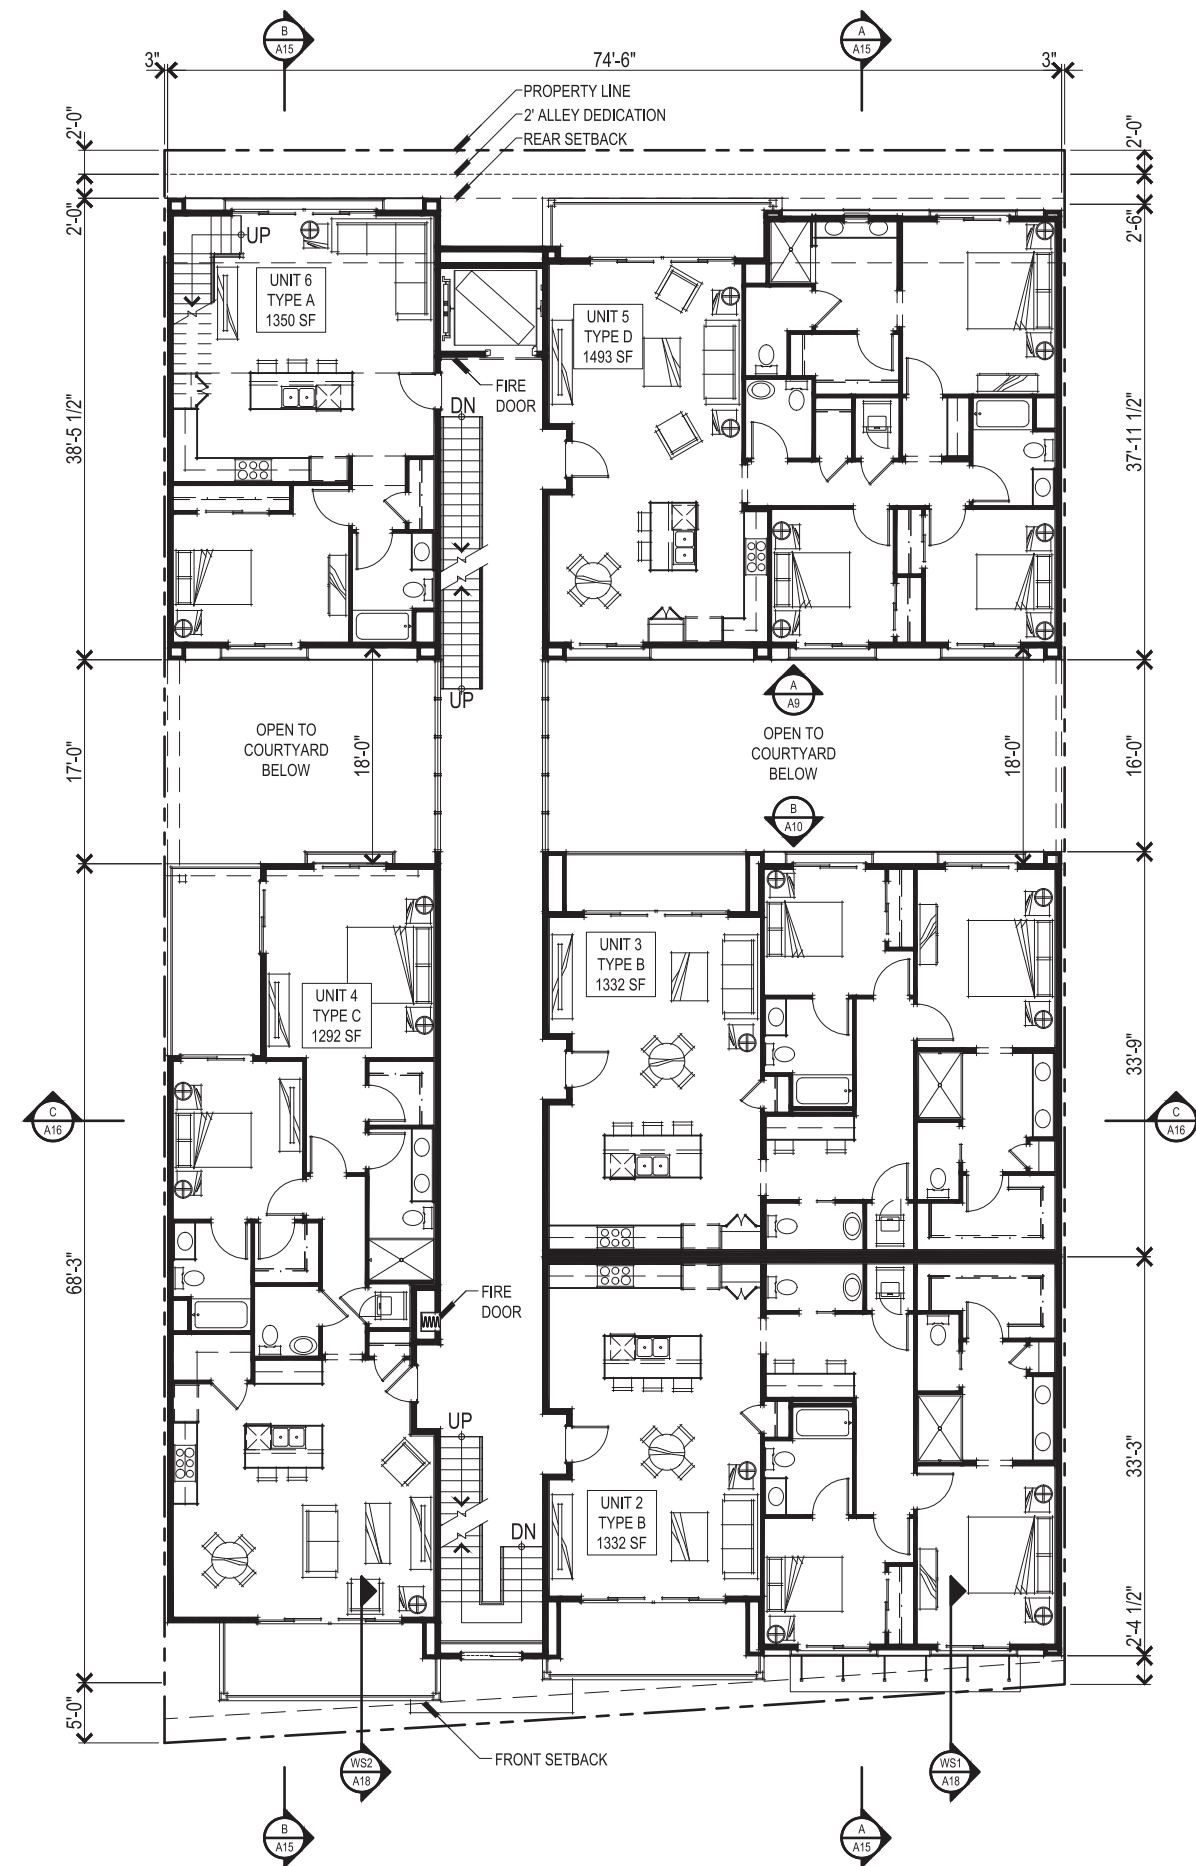 B
A15
A
A15
3"
74'-6"
3"
PROPERTY LINE
2' ALLEY DEDICATION
REAR SETBACK
2'-0"
2'-0"
2'-0"
2'-6"
UP
UNIT 6
TYPE A
1350 SF
UNIT 5
TYPE D
1493 SF
FIRE
DOOR
DN
38'-5 1/2"
37'-11 1/2"
UP
A
A9
OPEN TO
COURTYARD
BELOW
18'-0"
OPEN TO
COURTYARD
BELOW
18'-0"
17'-0"
16'-0"
B
A10
UNIT 3
TYPE B
1332 SF
UNIT 4
TYPE C
1292 SF
33'-9"
C
A16
C
A16
68'-3"
FIRE
DOOR
UP
DN
UNIT 2
TYPE B
1332 SF
33'-3"
2'-4 1/2"
5'-0"
FRONT SETBACK
WS2
A18
WS1
A18
B
A15
A
A15